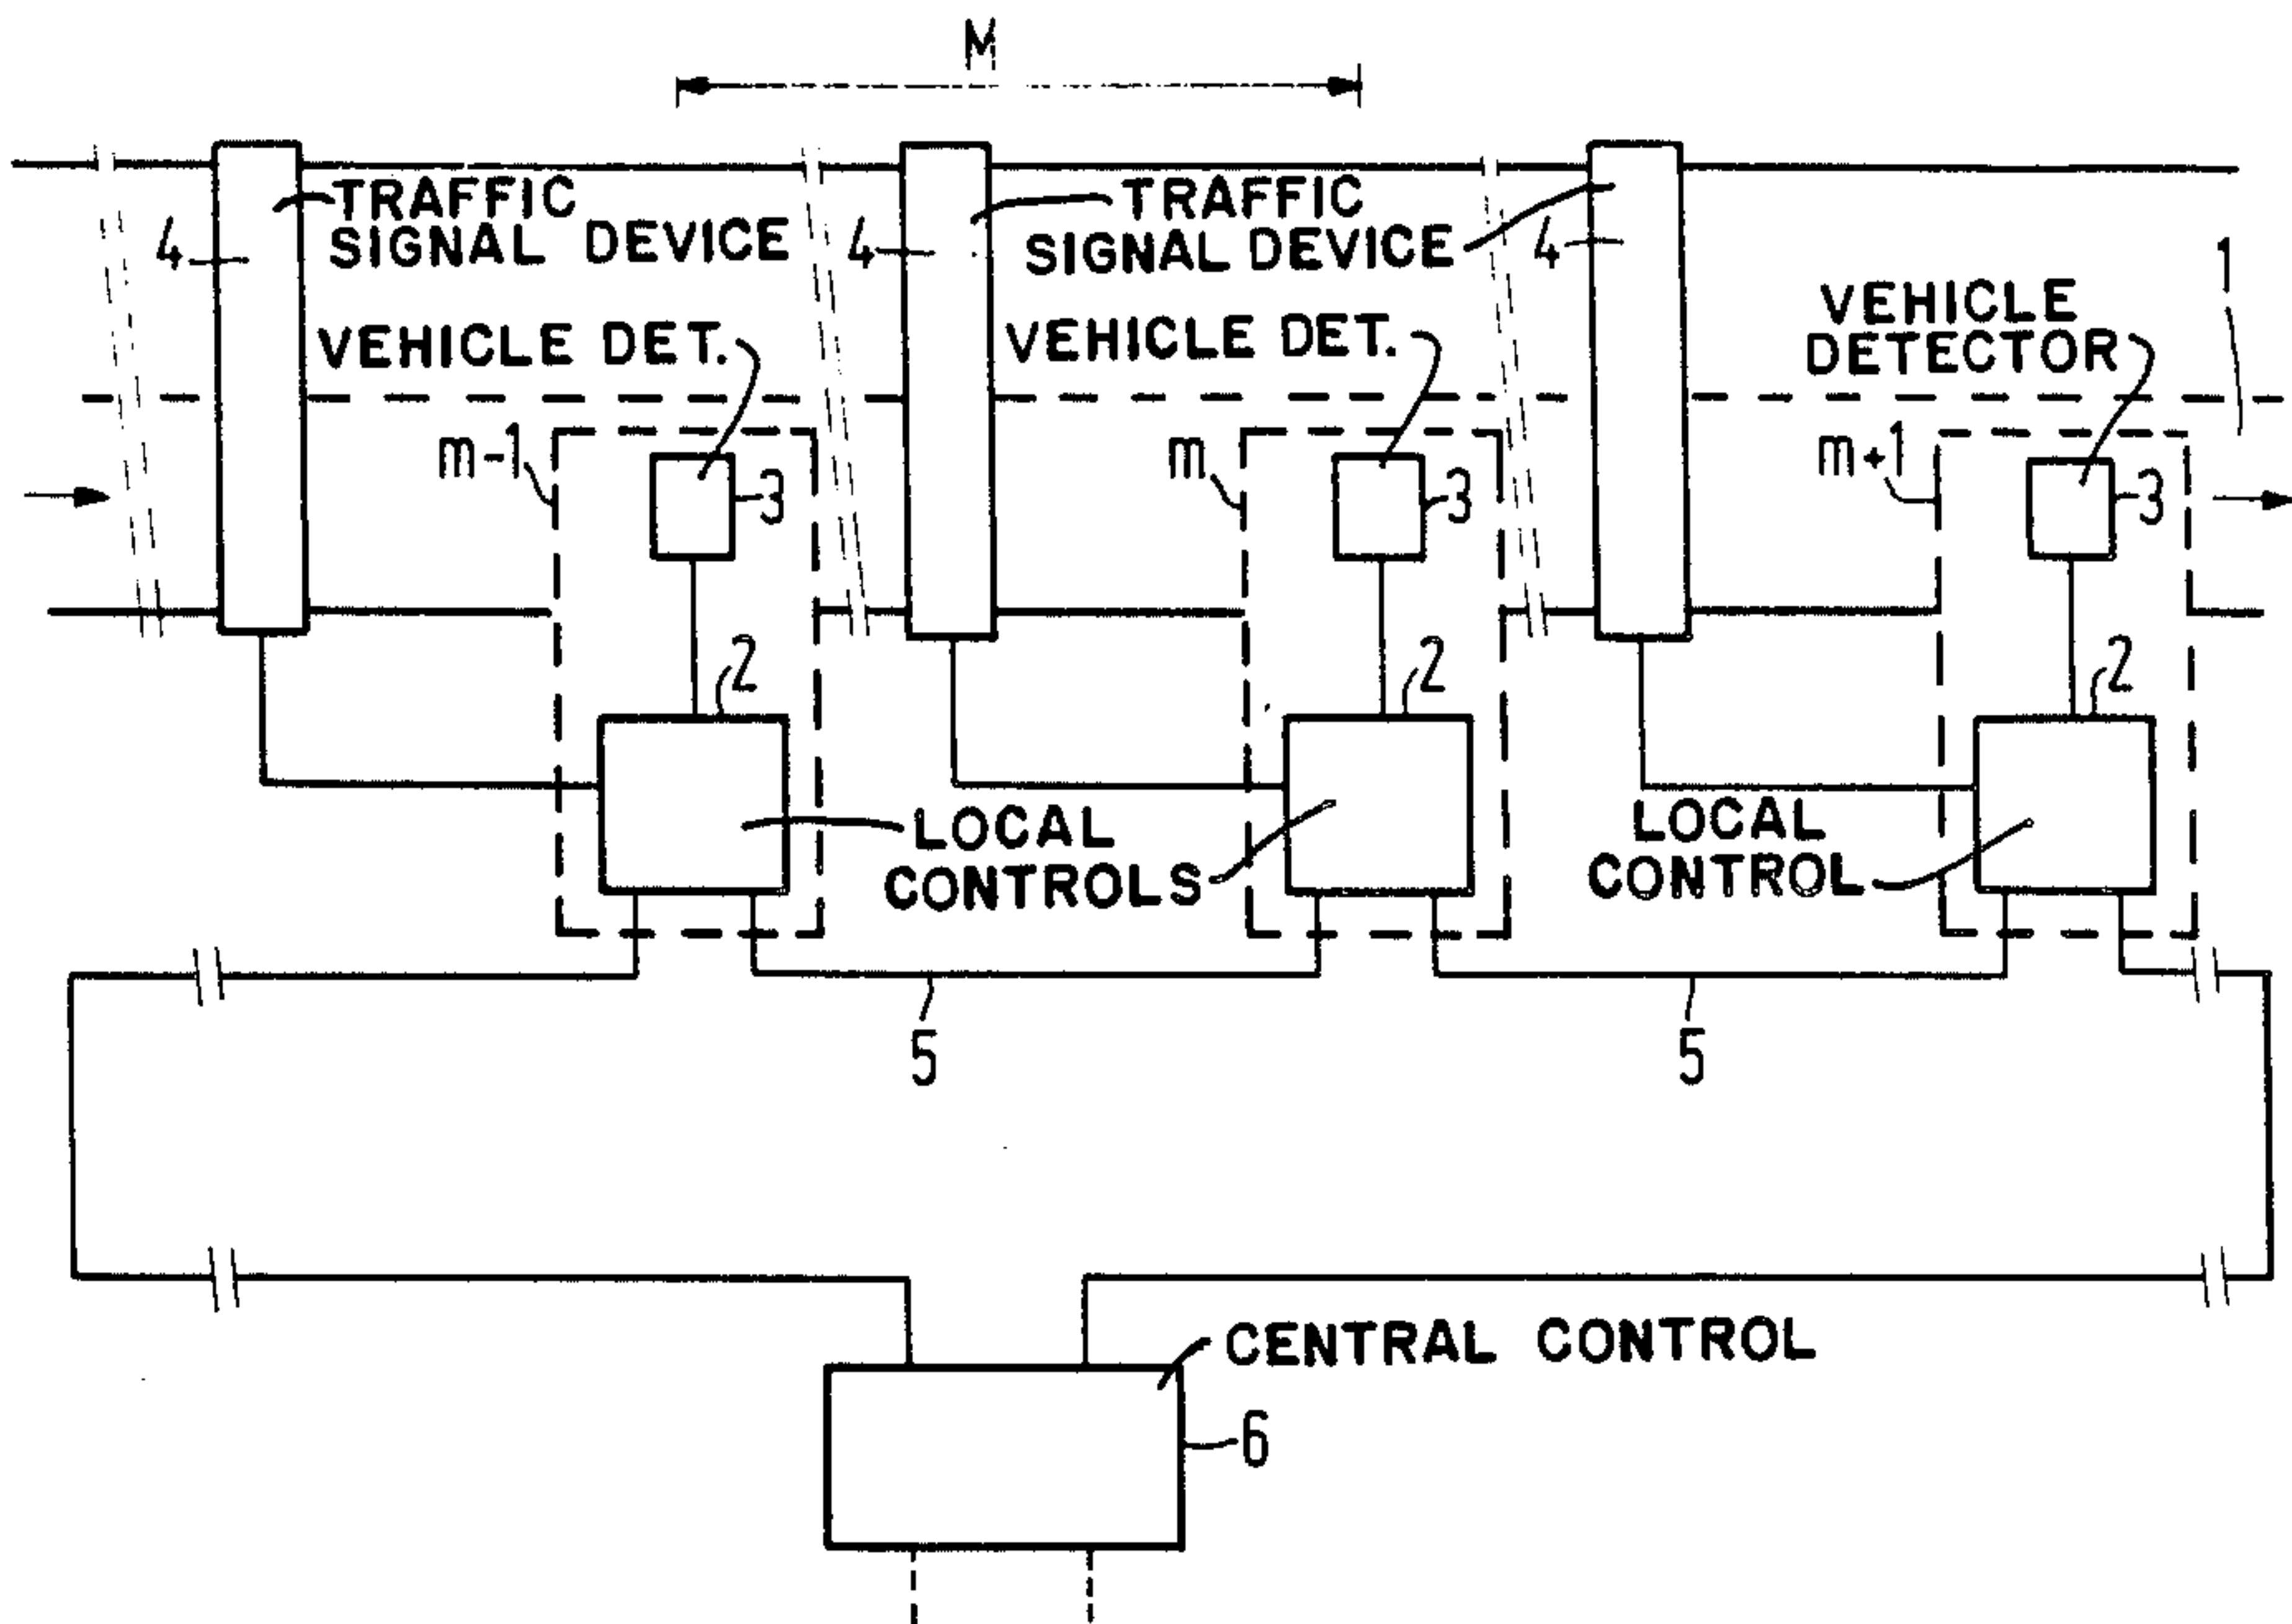 M
TRAFFIC
SIGNAL DEVICE
4
TRAFFIC
SIGNAL DEVICE
4
4
1
VEHICLE DET.
VEHICLE DET.
VEHICLE
DETECTOR
m-1
3
m
3
m+1
3
2
2
2
LOCAL
CONTROLS
LOCAL
CONTROL
5
5
CENTRAL CONTROL
6